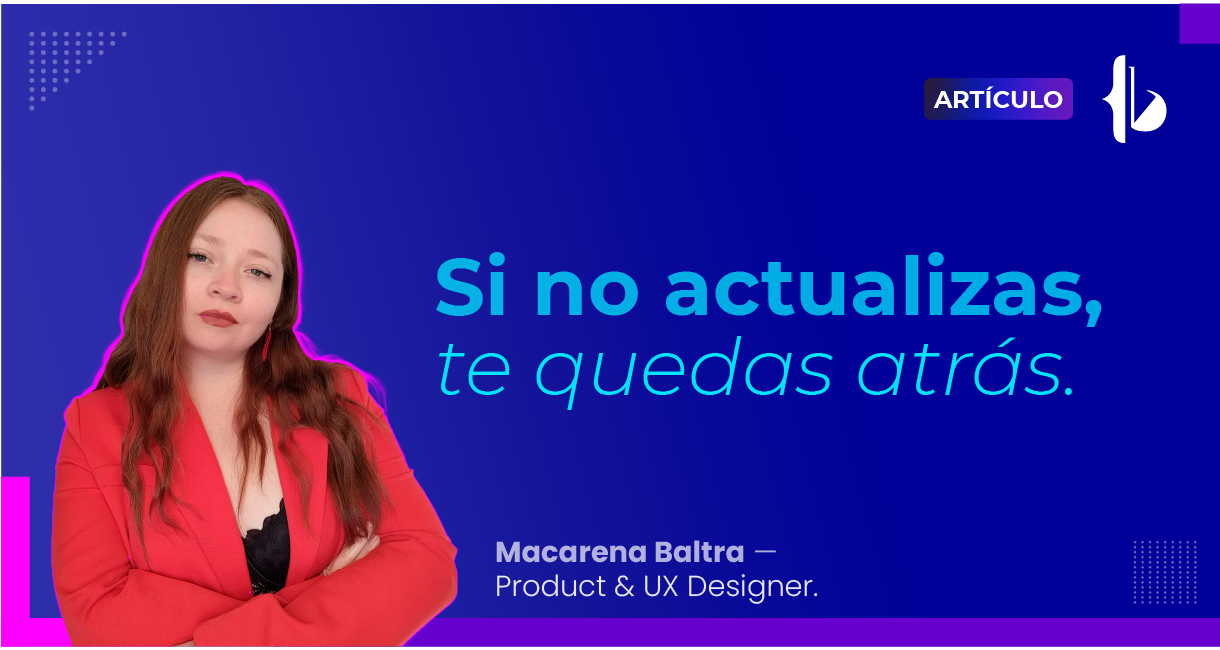 ARTÍCULO
Si no actualizas,
te quedas atrás.
Macarena Baltra —
Product & UX Designer.